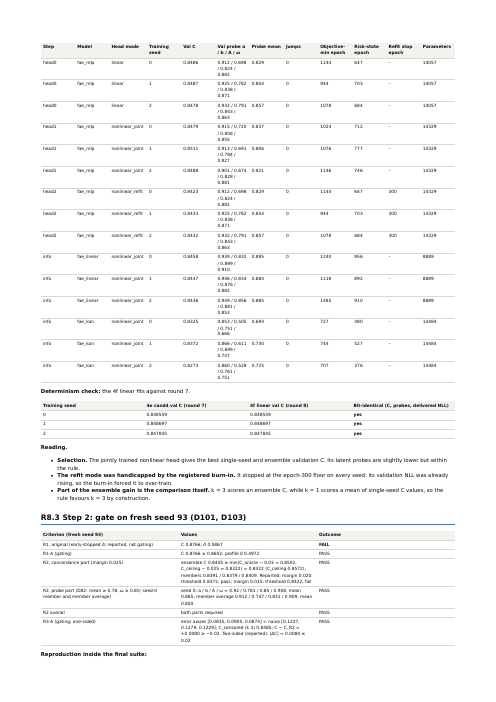 Step Model Head mode Training seed Val C Val probe a / b / A / ω Probe mean Jumps Objective-min epoch Risk-state epoch Refit stop epoch Parameters
head0 fae_mlp linear 0 0.8486 0.912 / 0.698 / 0.824 / 0.882 0.829 0 1144 647 – 14057
head0 fae_mlp linear 1 0.8487 0.925 / 0.782 / 0.838 / 0.871 0.854 0 944 703 – 14057
head0 fae_mlp linear 2 0.8478 0.932 / 0.791 / 0.843 / 0.863 0.857 0 1078 684 – 14057
head1 fae_mlp nonlinear_joint 0 0.8479 0.915 / 0.720 / 0.858 / 0.855 0.837 0 1024 712 – 14329
head1 fae_mlp nonlinear_joint 1 0.8511 0.913 / 0.691 / 0.794 / 0.827 0.806 0 1076 777 – 14329
head1 fae_mlp nonlinear_joint 2 0.8488 0.901 / 0.674 / 0.828 / 0.881 0.821 0 1146 746 – 14329
head2 fae_mlp nonlinear_refit 0 0.8423 0.912 / 0.698 / 0.824 / 0.882 0.829 0 1144 647 300 14329
head2 fae_mlp nonlinear_refit 1 0.8433 0.925 / 0.782 / 0.838 / 0.871 0.854 0 944 703 300 14329
head2 fae_mlp nonlinear_refit 2 0.8432 0.932 / 0.791 / 0.843 / 0.863 0.857 0 1078 684 300 14329
info fae_linear nonlinear_joint 0 0.8458 0.939 / 0.832 / 0.899 / 0.910 0.895 0 1240 956 – 8889
info fae_linear nonlinear_joint 1 0.8437 0.946 / 0.834 / 0.876 / 0.882 0.884 0 1118 892 – 8889
info fae_linear nonlinear_joint 2 0.8436 0.949 / 0.856 / 0.881 / 0.853 0.885 0 1485 910 – 8889
info fae_kan nonlinear_joint 0 0.8325 0.853 / 0.505 / 0.751 / 0.666 0.694 0 727 480 – 14484
info fae_kan nonlinear_joint 1 0.8372 0.866 / 0.611 / 0.699 / 0.747 0.730 0 744 527 – 14484
info fae_kan nonlinear_joint 2 0.8273 0.860 / 0.528 / 0.761 / 0.751 0.725 0 707 376 – 14484
Determinism check: the 4f linear fits against round 7.
Training seed 4e candit val C (round 7) 4f linear val C (round 8) Bit-identical (C, probes, delivered NLL)
0 0.848559 0.848559 yes
1 0.848697 0.848697 yes
2 0.847845 0.847845 yes
Reading.
• Selection. The jointly trained nonlinear head gives the best single-seed and ensemble validation C. Its latent probes are slightly lower but within the rule.
• The refit mode was handicapped by the registered burn-in. It stopped at the epoch-300 floor on every seed: its validation NLL was already rising, so the burn-in forced it to over-train.
• Part of the ensemble gain is the comparison itself. k = 3 scores an ensemble C, while k = 1 scores a mean of single-seed C values, so the rule favours k = 3 by construction.
R8.3 Step 2: gate on fresh seed 93 (D101, D103)
Criterion (fresh seed 93) Values Outcome
R1, original (early-stopped 0; reported, not gating) C 0.8766; d 0.5867 FAIL
R1-A (gating) C 0.8766 ≥ 0.8602; profile d 0.4972 PASS
R2, concordance part (margin 0.025) ensemble C 0.8405 ≥ min(C_oracle − 0.03 = 0.8502, C_ceiling − 0.025 = 0.8322) = 0.8322 (C_ceiling 0.8572); members 0.8391 / 0.8379 / 0.8409. Reported: margin 0.020: threshold 0.8372, pass; margin 0.015: threshold 0.8422, fail PASS
R2, probe part (D82: mean ≥ 0.78, ω ≥ 0.80; seed-0 member and member average) seed 0: a / b / A / ω = 0.92 / 0.781 / 0.85 / 0.908, mean 0.865; member average 0.912 / 0.747 / 0.831 / 0.909, mean 0.850 PASS
R2 overall both parts required PASS
R3-A (gating; one-sided) error aware [0.0835, 0.0905, 0.0874] < naive [0.1227, 0.1279, 0.1229]; C_censored (k 3) 0.8485; C − C_R2 = +0.0080 ≥ −0.02. Two-sided (reported): |ΔC| = 0.0080 ≤ 0.02 PASS
Reproduction inside the final suite: